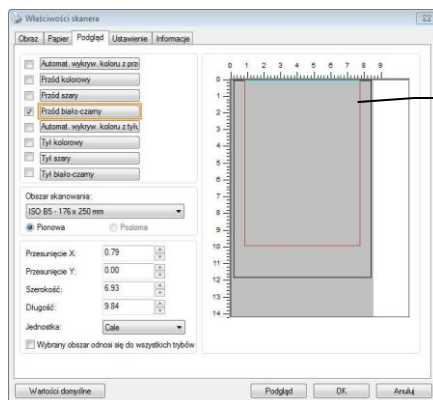 Właściwości skanera
Obraz Papier Podgląd Ustawienie Informacje
Automat. wykryw. koloru z prz
Przód kolorowy
Przód szary
Przód biało-czarny
Automat. wykryw. koloru z tyłu
Tył kolorowy
Tył szary
Tył biało-czarny
Obszar skanowania:
ISO B5 - 176 x 250 mm
Pionowa Pozioma
Przesunięcie X: 0.79
Przesunięcie Y: 0.00
Szerokość: 6.93
Długość: 9.84
Jednostka: Cale
Wybrany obszar odnosi się do wszystkich trybów
0 1 2 3 4 5 6 7 8 9
0
1
2
3
4
5
6
7
8
9
10
11
12
13
14
Wartości domyślne Podgląd OK Anuluj